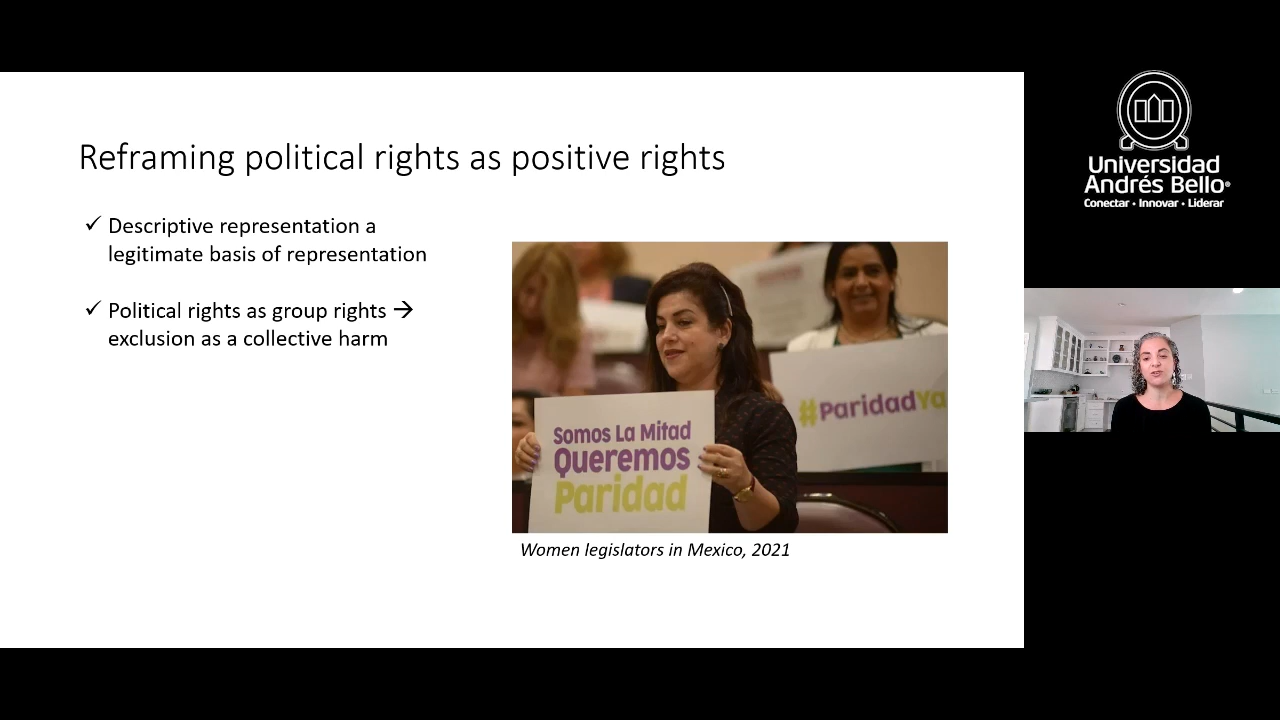 Reframing political rights as positive rights
✓ Descriptive representation a
legitimate basis of representation
✓ Political rights as group rights →
exclusion as a collective harm
Somos La Mitad
Queremos
Paridad
#ParidadYa
Women legislators in Mexico, 2021
Universidad
Andrés Bello®
Conectar • Innovar • Liderar